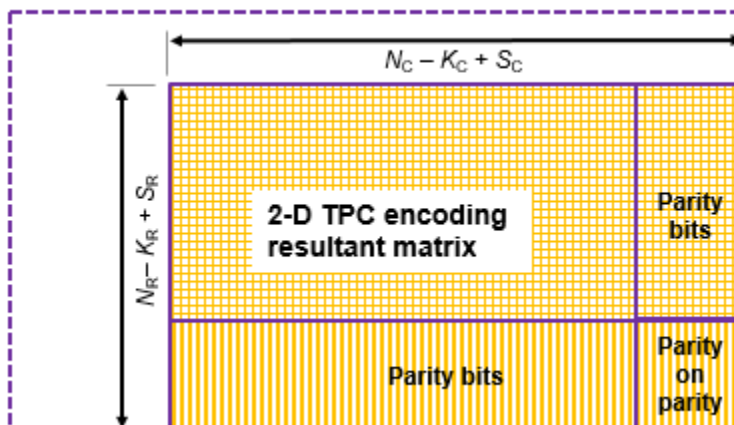 N_C – K_C + S_C
N_R– K_R + S_R
2-D TPC encoding
resultant matrix
Parity
bits
Parity bits
Parity
on
parity